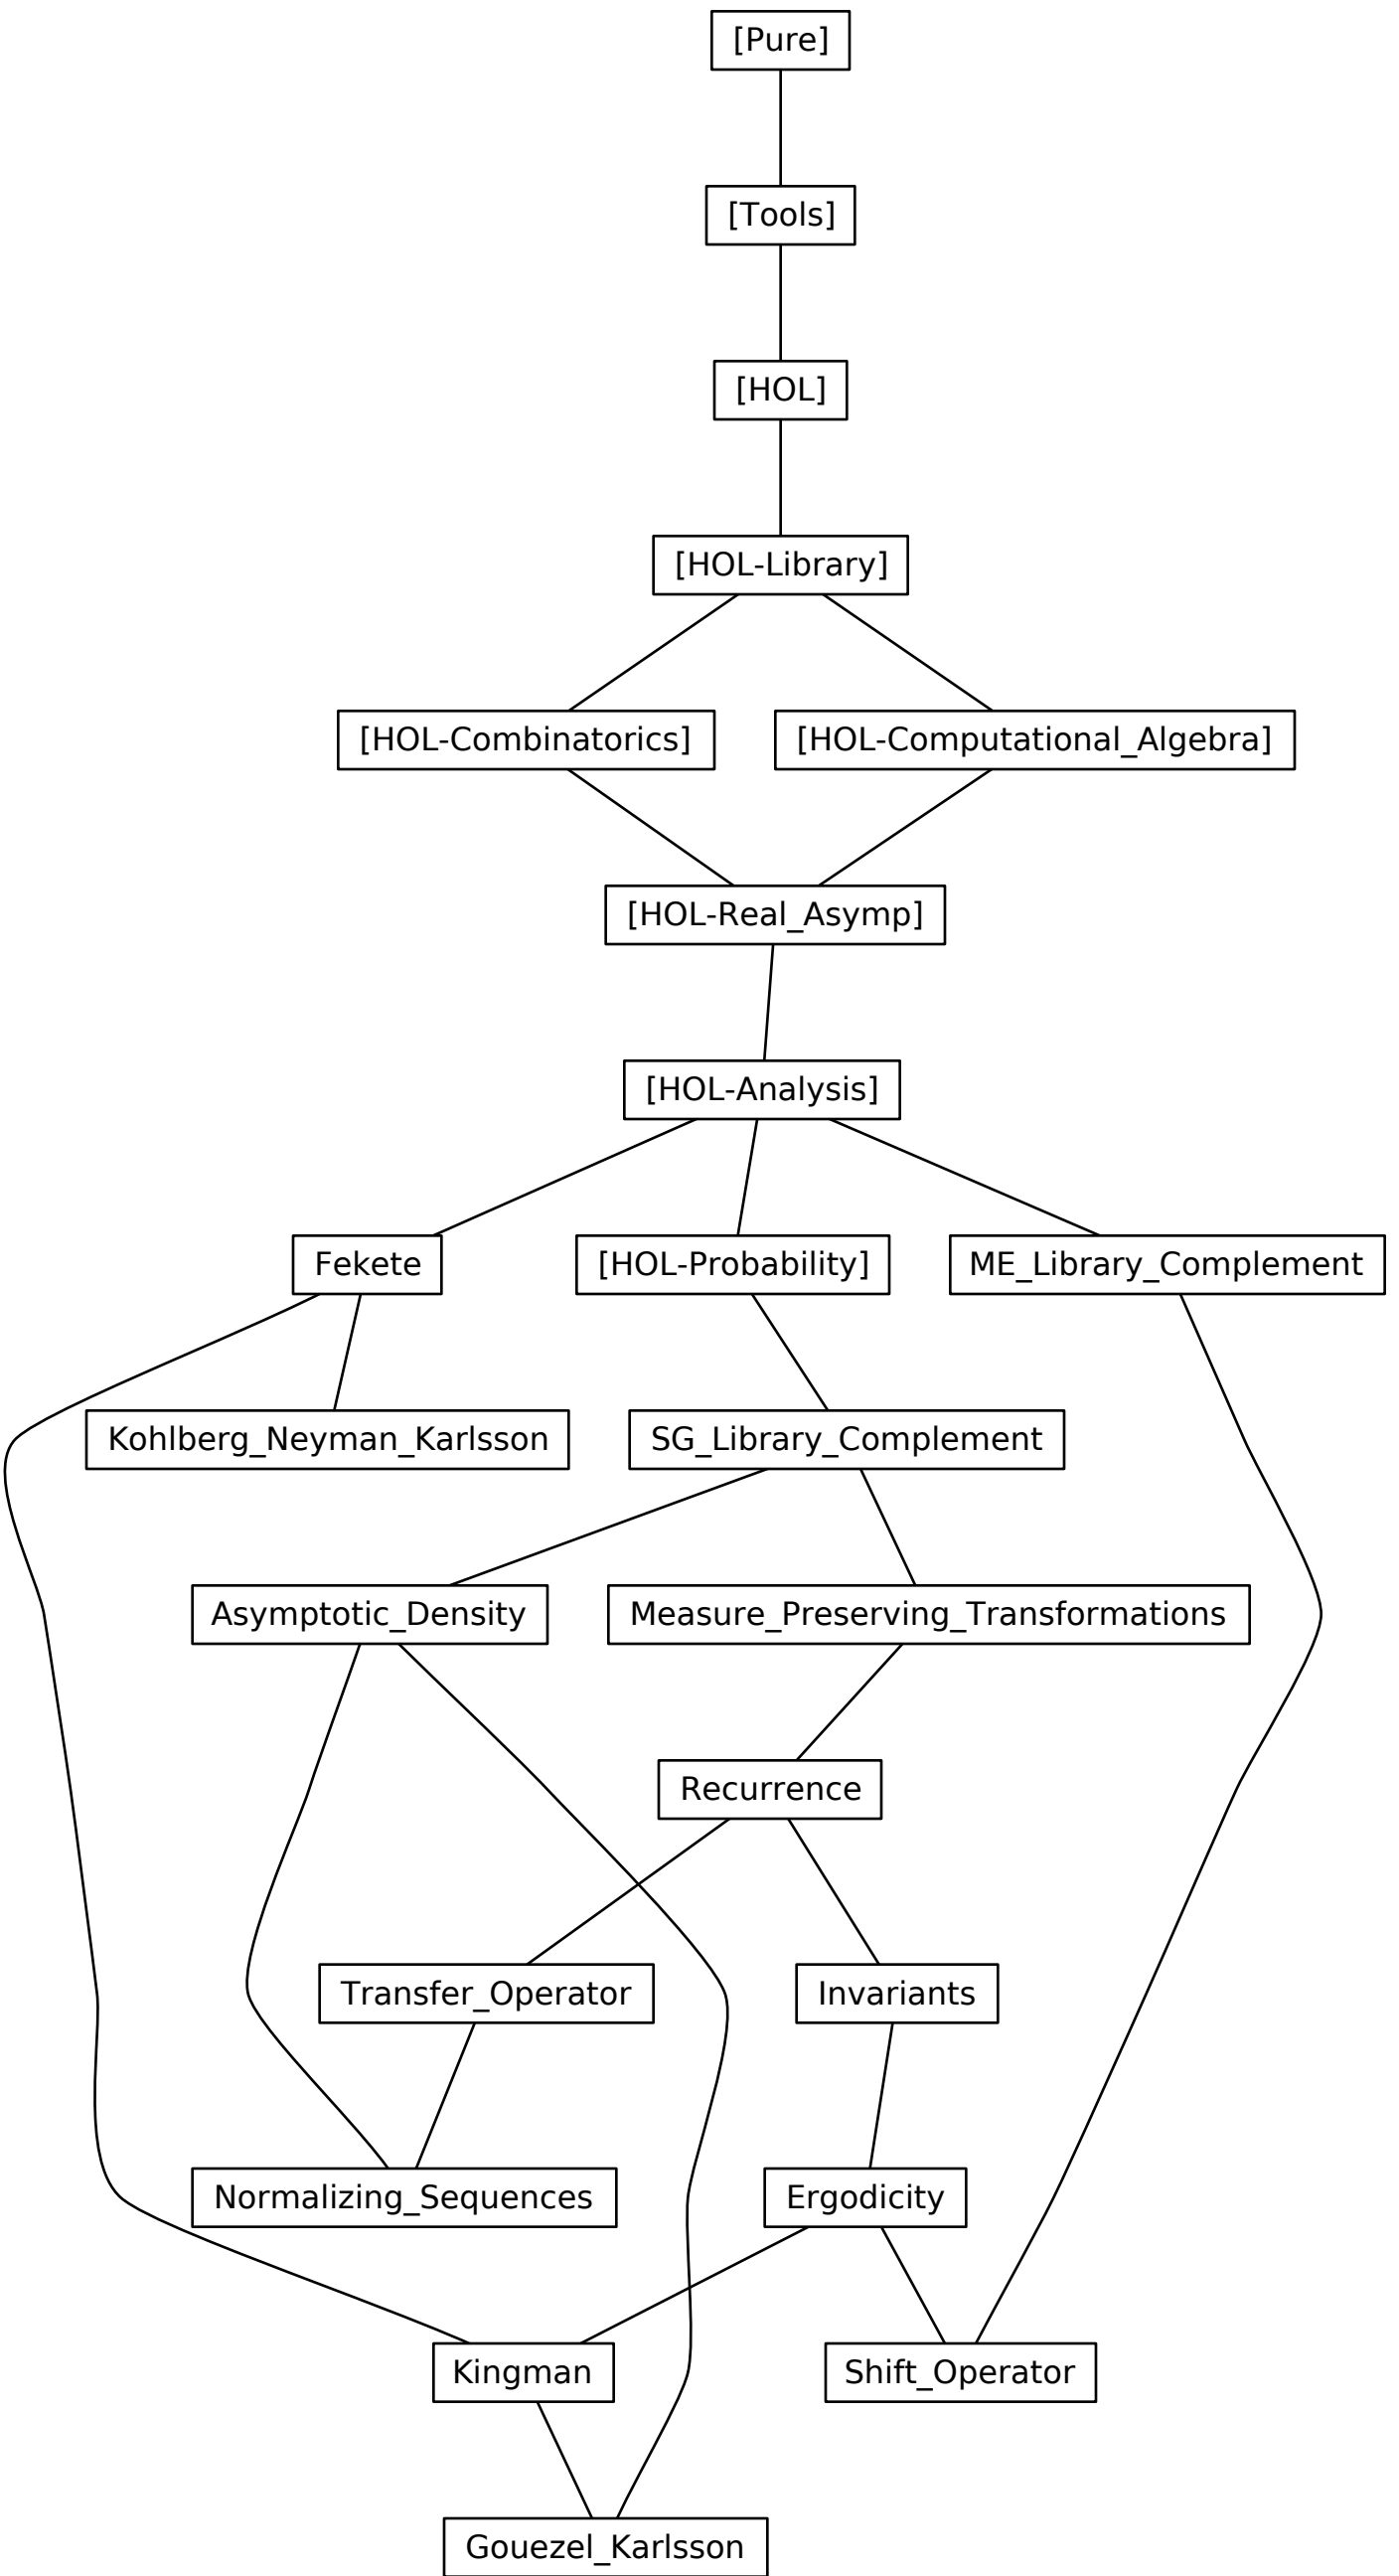 [Pure]
[Tools]
[HOL]
[HOL-Library]
[HOL-Combinatorics]
[HOL-Computational_Algebra]
[HOL-Real_Asymp]
[HOL-Analysis]
Fekete
[HOL-Probability]
ME_Library_Complement
Kohlberg_Neyman_Karlsson
SG_Library_Complement
Asymptotic_Density
Measure_Preserving_Transformations
Recurrence
Transfer_Operator
Invariants
Normalizing_Sequences
Ergodicity
Kingman
Shift_Operator
Gouezel_Karlsson